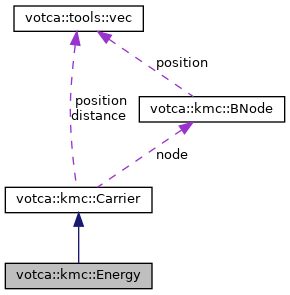 votca::tools::vec
position
votca::kmc::BNode
position
distance
node
votca::kmc::Carrier
votca::kmc::Energy